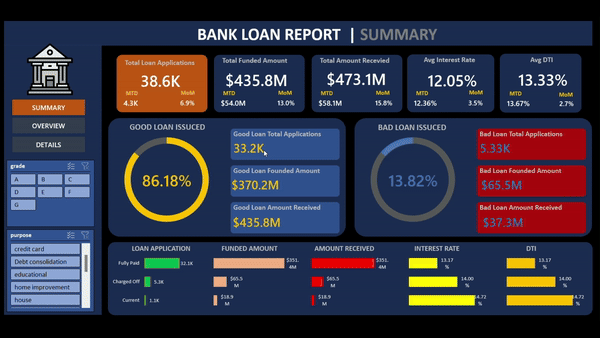 BANK LOAN REPORT | SUMMARY
SUMMARY
OVERVIEW
DETAILS
grade
A B C
D E F
G
purpose
credit card
Debt consolidation
educational
home improvement
house
Total Loan Applications
38.6K
MTD MoM
4.3K 6.9%
Total Funded Amount
$435.8M
MTD MoM
$54.0M 13.0%
Total Amount Recevied
$473.1M
MTD MoM
$58.1M 15.8%
Avg Interest Rate
12.05%
MTD MoM
12.36% 3.5%
Avg DTI
13.33%
MTD MoM
13.67% 2.7%
GOOD LOAN ISSUCED
86.18%
Good Loan Total Applications
33.2K
Good Loan Founded Amount
$370.2M
Good Loan Amount Received
$435.8M
BAD LOAN ISSUCED
13.82%
Bad Loan Total Applications
5.33K
Bad Loan Founded Amount
$65.5M
Bad Loan Amount Received
$37.3M
LOAN APPLICATION
Fully Paid 32.1K
Charged Off 5.3K
Current 1.1K
FUNDED AMOUNT
$351.
4M
$65.5
M
$18.9
M
AMOUNT RECEIVED
$351.
4M
$65.5
M
$18.9
M
INTEREST RATE
13.17
%
14.00
%
14.72
%
DTI
13.17
%
14.00
%
14.72
%